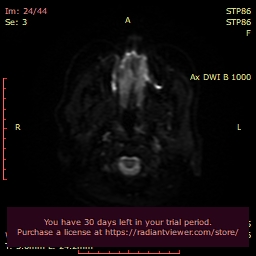 Im: 24/44
Se: 3
A
STP86
STP86
F
Ax DWI B 1000
R
L
You have 30 days left in your trial period.
Purchase a license at https://radiantviewer.com/store/